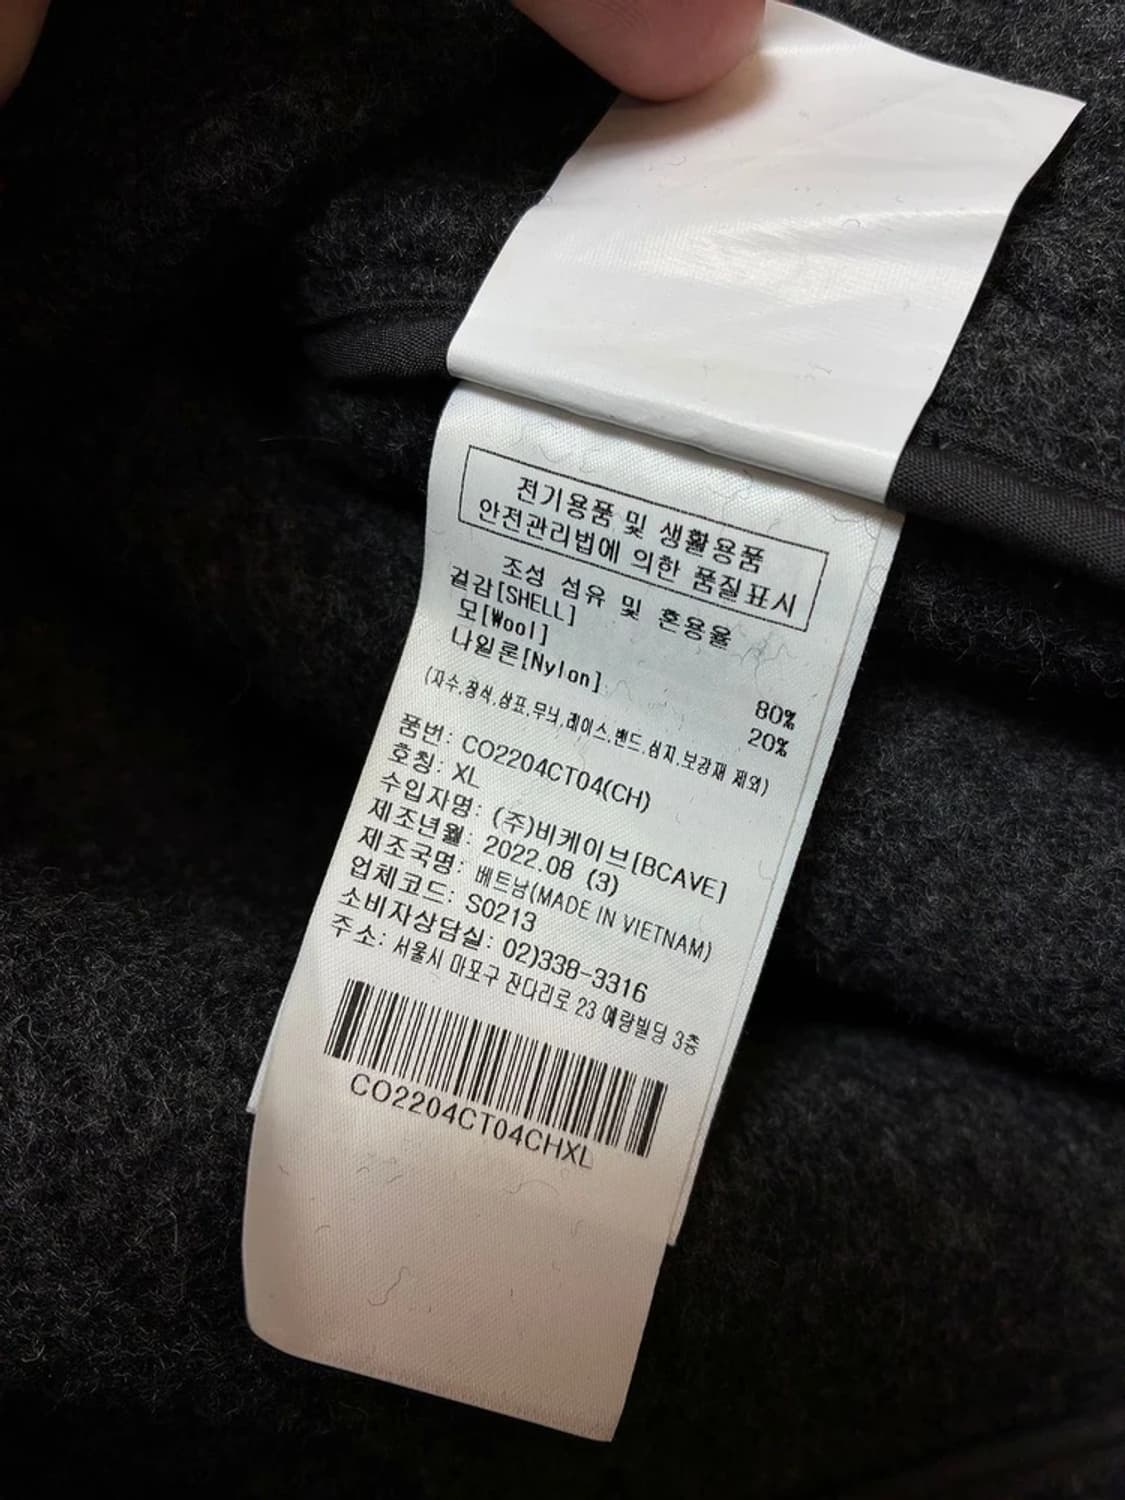 전기용품 및 생활용품
안전관리법에 의한 품질표시
조성 섬유 및 혼용율
겉감[SHELL]
모[Wool] 80%
나일론[Nylon] 20%
(자수,장식,상표,무늬,레이스,밴드,심지,보강재 제외)
품번: CO2204CT04(CH)
호칭: XL
수입자명: (주)비케이브[BCAVE]
제조년월: 2022.08 (3)
제조국명: 베트남(MADE IN VIETNAM)
업체코드: S0213
소비자상담실: 02)338-3316
주소: 서울시 마포구 잔다리로 23 예랑빌딩 3층
CO2204CT04CHXL